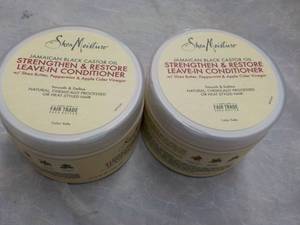 SheaMoisture
JAMAICAN BLACK CASTOR OIL
STRENGTHEN & RESTORE
LEAVE-IN CONDITIONER
w/ Shea Butter, Peppermint & Apple Cider Vinegar
Smooth & Define
NATURAL, CHEMICALLY PROCESSED
OR HEAT STYLED HAIR
FAIR TRADE
SheaMoisture
JAMAICAN BLACK CASTOR OIL
STRENGTHEN & RESTORE
LEAVE-IN CONDITIONER
w/ Shea Butter, Peppermint & Apple Cider Vinegar
Smooth & Define
NATURAL, CHEMICALLY PROCESSED
OR HEAT STYLED HAIR
FAIR TRADE